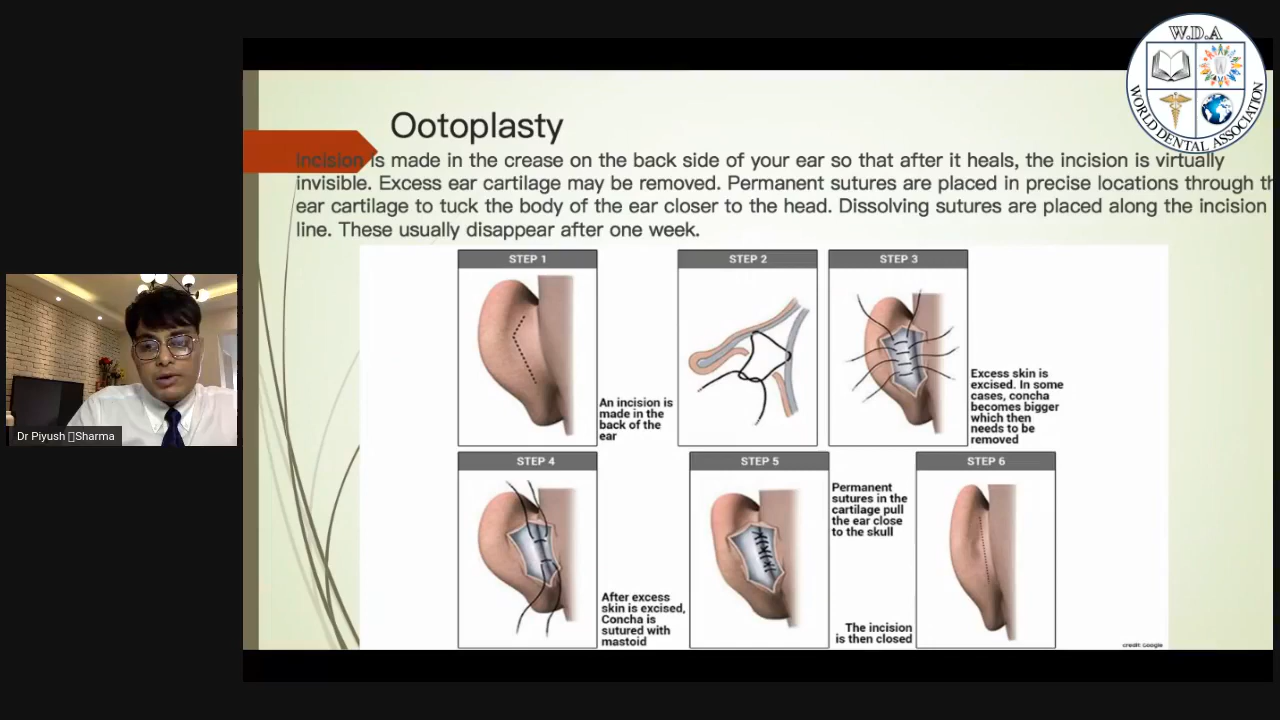 W.D.A
WORLD DENTAL ASSOCIATION
Ootoplasty
Incision is made in the crease on the back side of your ear so that after it heals, the incision is virtually
invisible. Excess ear cartilage may be removed. Permanent sutures are placed in precise locations through th
ear cartilage to tuck the body of the ear closer to the head. Dissolving sutures are placed along the incision
line. These usually disappear after one week.
STEP 1
An incision is
made in the
back of the
ear
STEP 2
STEP 3
Excess skin is
excised. In some
cases, concha
becomes bigger
which then
needs to be
removed
STEP 4
After excess
skin is excised,
Concha is
sutured with
mastoid
STEP 5
Permanent
sutures in the
cartilage pull
the ear close
to the skull
STEP 6
The incision
is then closed
credit: Google
Dr Piyush Sharma